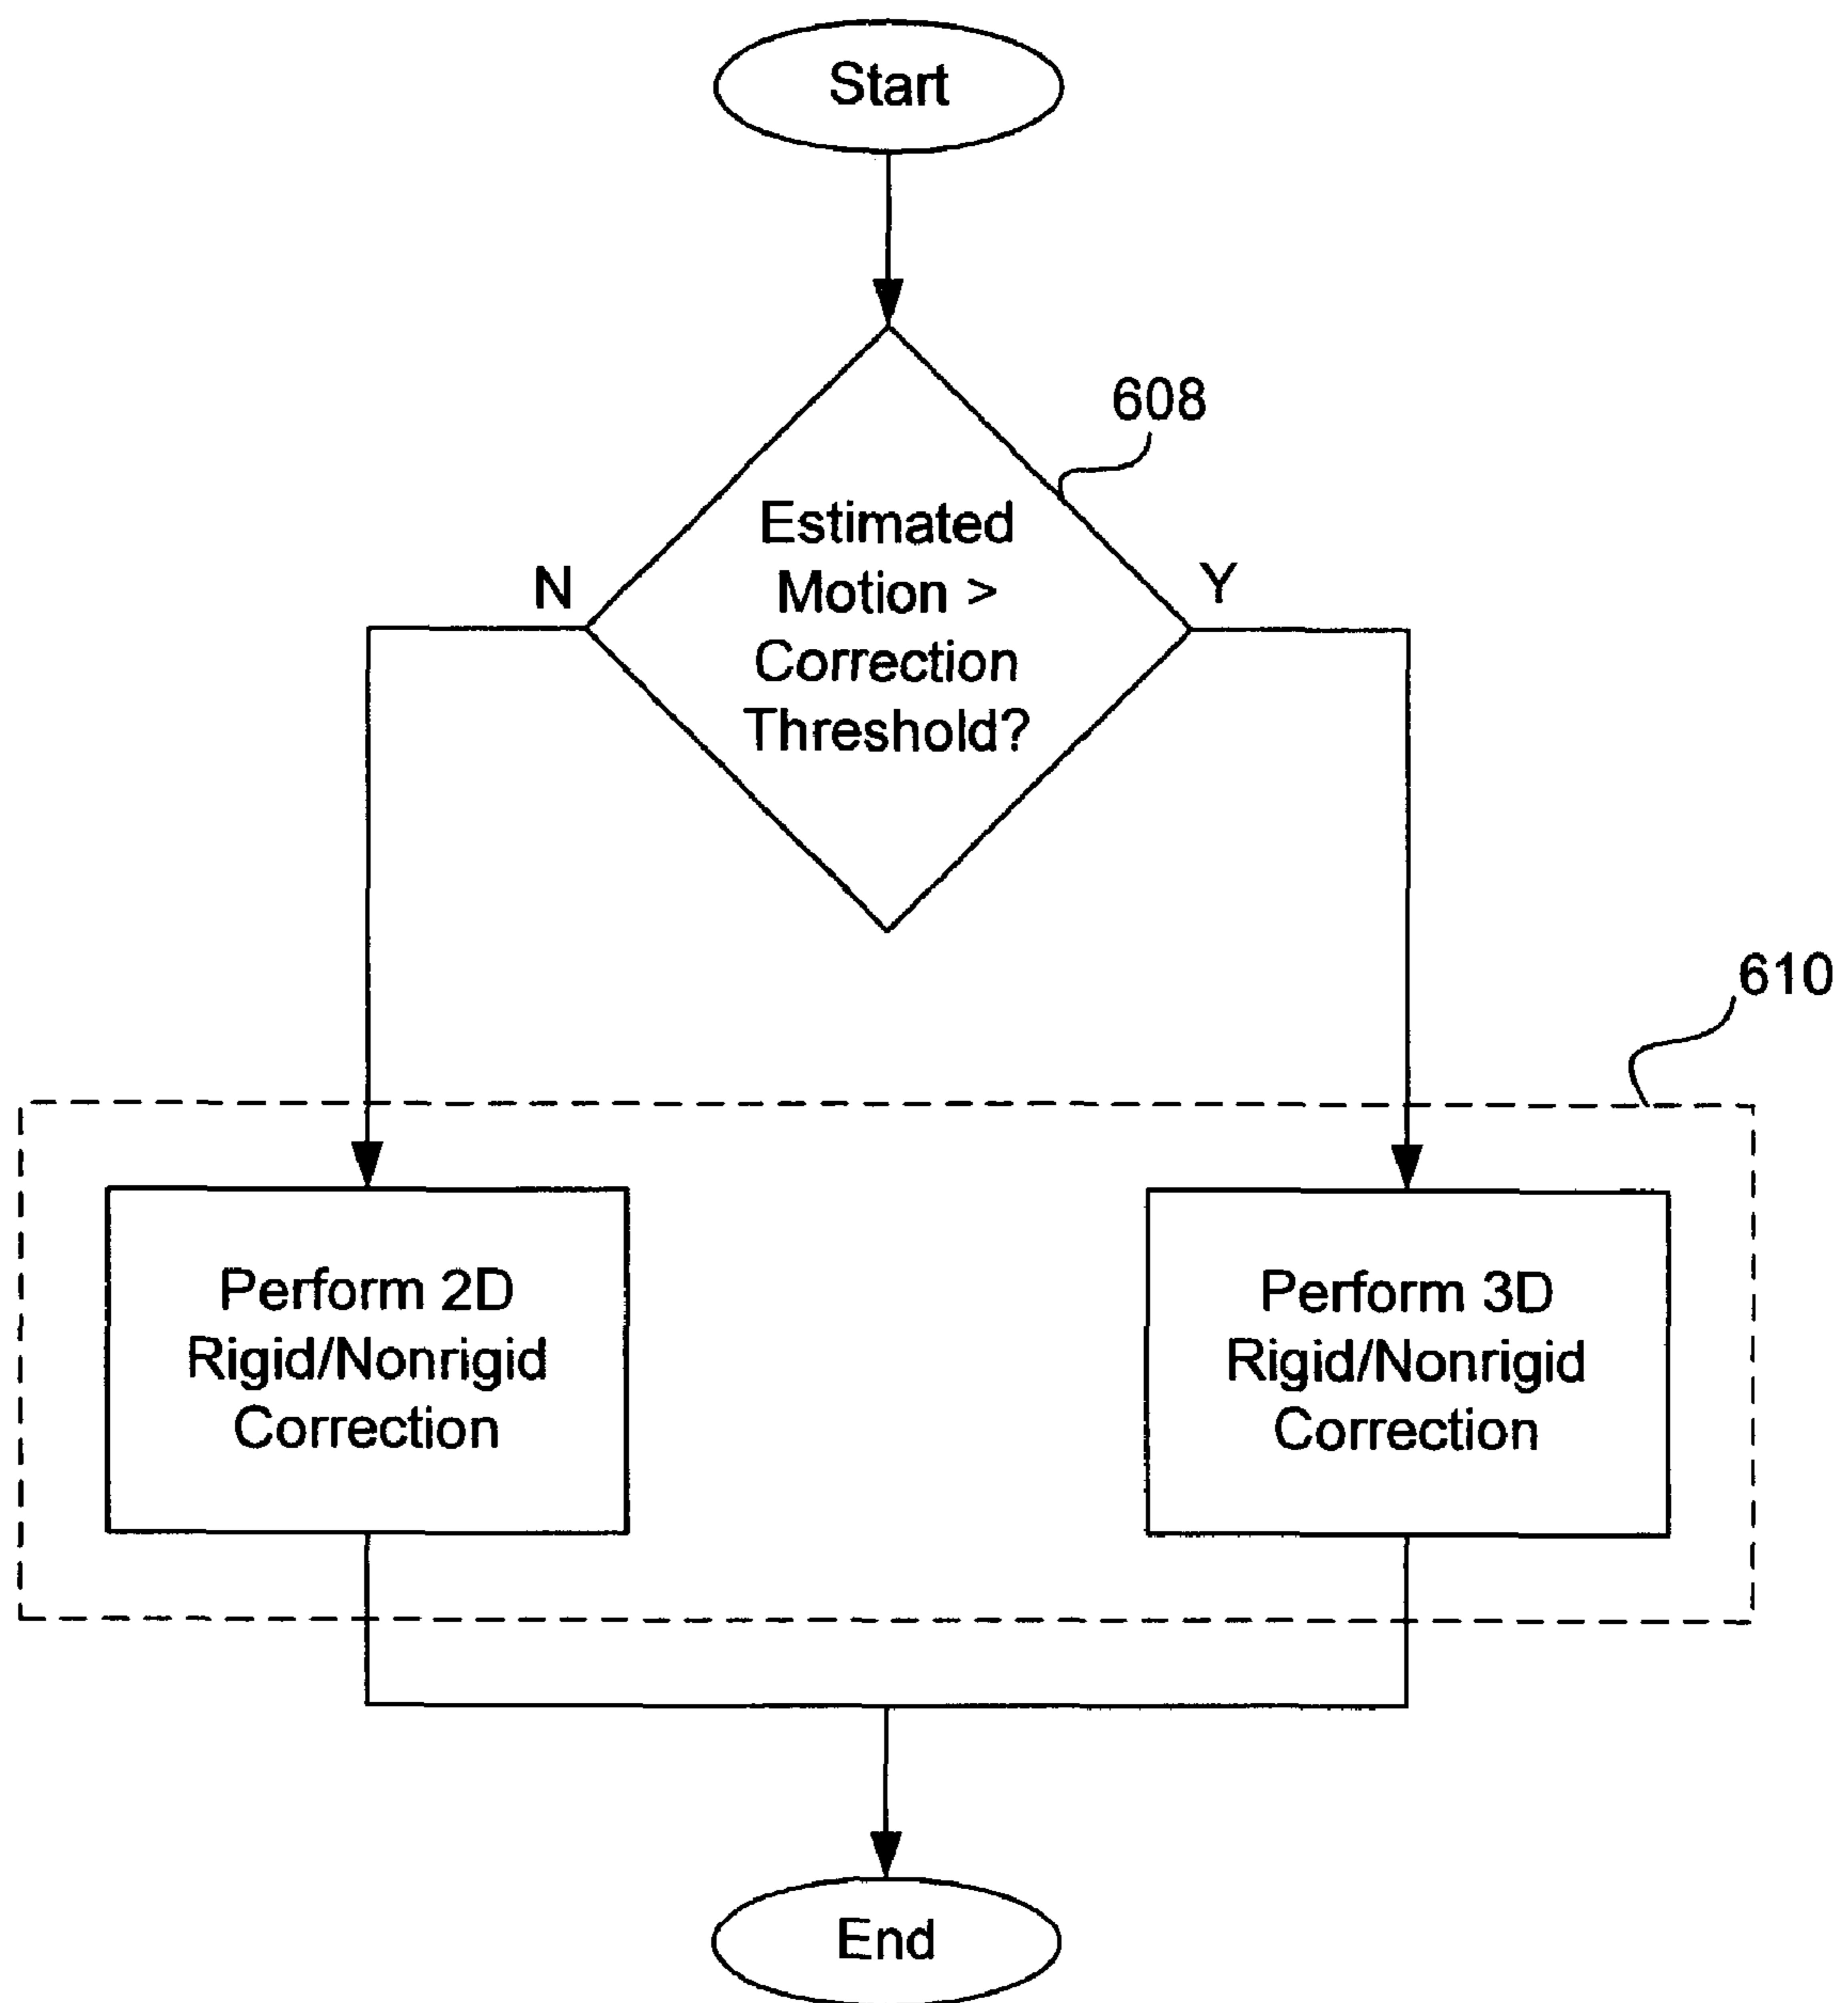 Start
608
Estimated
Motion >
Correction
Threshold?
N
Y
610
Perform 2D
Rigid/Nonrigid
Correction
Perform 3D
Rigid/Nonrigid
Correction
End